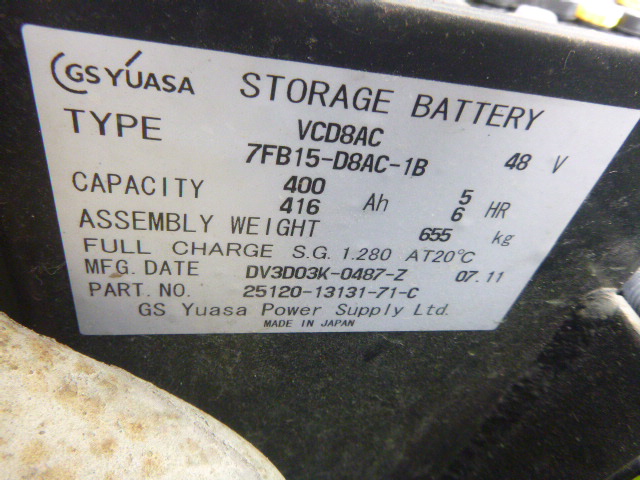 GS YUASA STORAGE BATTERY
TYPE VCD8AC
7FB15-D8AC-1B 48 V
CAPACITY 400 5
416 Ah 6 HR
ASSEMBLY WEIGHT 655 kg
FULL CHARGE S.G. 1.280 AT20℃
MFG. DATE DV3D03K-0487-Z 07.11
PART. NO. 25120-13131-71-C
GS Yuasa Power Supply Ltd.
MADE IN JAPAN